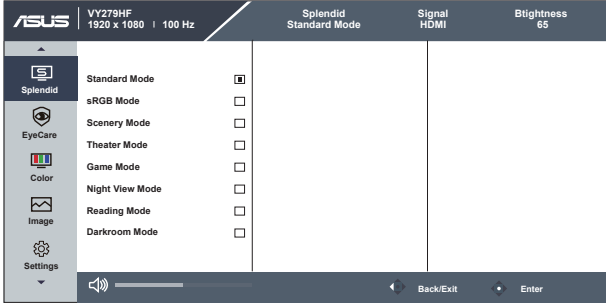 ASUS
VY279HF
1920 x 1080 I 100 Hz
Splendid
Standard Mode
Signal
HDMI
Btightness
65
Splendid
EyeCare
Color
Image
Settings
Standard Mode
sRGB Mode
Scenery Mode
Theater Mode
Game Mode
Night View Mode
Reading Mode
Darkroom Mode
Back/Exit
Enter